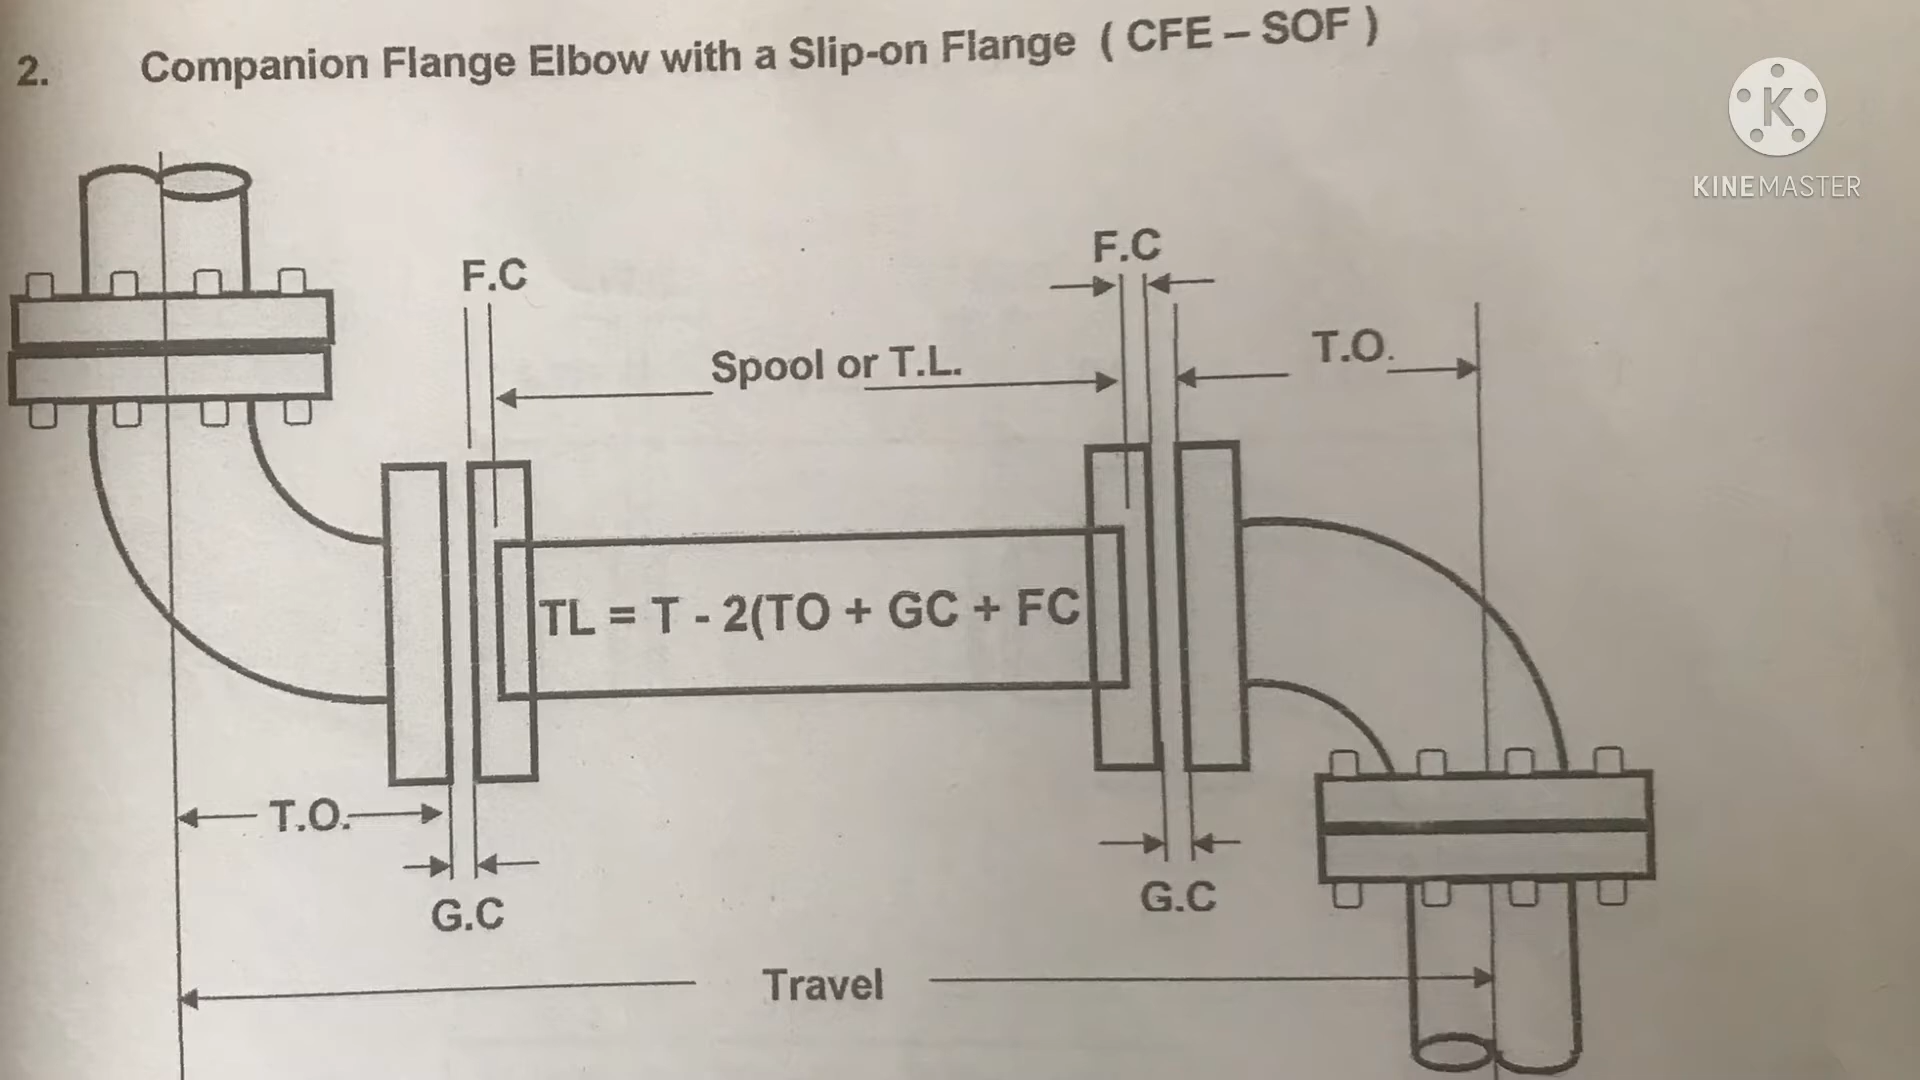 2. Companion Flange Elbow with a Slip-on Flange ( CFE – SOF )
K
KINEMASTER
F.C
F.C
Spool or T.L.
T.O.
TL = T - 2(TO + GC + FC
T.O.
G.C
G.C
Travel